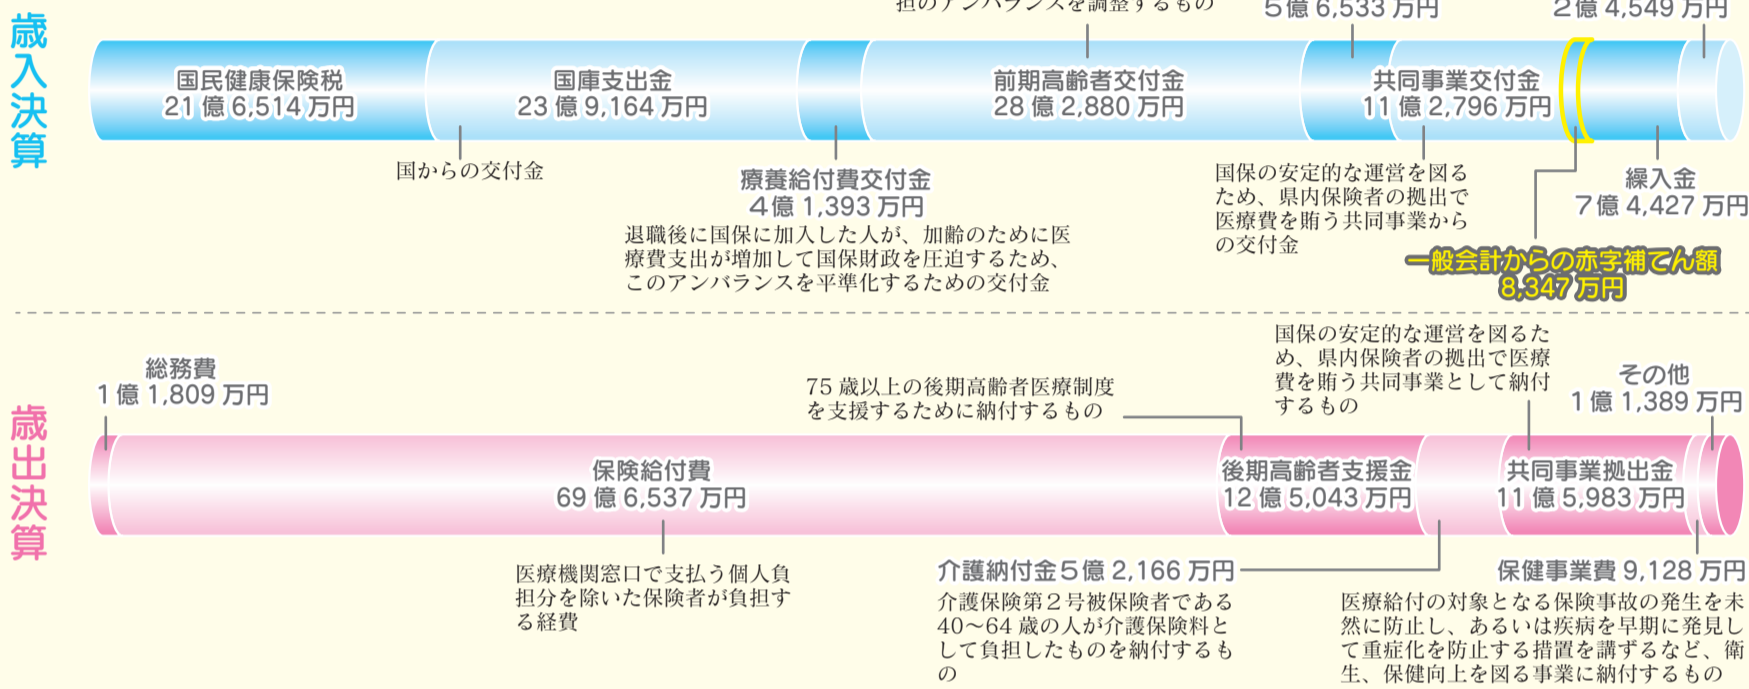 担のアンバランスを調整するもの
5億6,533万円
2億4,549万円
歳入決算
国民健康保険税
21億6,514万円
国庫支出金
23億9,164万円
前期高齢者交付金
28億2,880万円
共同事業交付金
11億2,796万円
国からの交付金
療養給付費交付金
4億1,393万円
退職後に国保に加入した人が、加齢のために医
療費支出が増加して国保財政を圧迫するため、
このアンバランスを平準化するための交付金
国保の安定的な運営を図る
ため、県内保険者の拠出で
医療費を賄う共同事業から
の交付金
繰入金
7億4,427万円
一般会計からの赤字補てん額
8,347万円
歳出決算
総務費
1億1,809万円
75歳以上の後期高齢者医療制度
を支援するために納付するもの
国保の安定的な運営を図るた
め、県内保険者の拠出で医療
費を賄う共同事業として納付
するもの
その他
1億1,389万円
保険給付費
69億6,537万円
後期高齢者支援金
12億5,043万円
共同事業拠出金
11億5,983万円
医療機関窓口で支払う個人負
担分を除いた保険者が負担す
る経費
介護納付金5億2,166万円
介護保険第2号被保険者である
40〜64歳の人が介護保険料と
して負担したものを納付するも
の
保健事業費9,128万円
医療給付の対象となる保険事故の発生を未
然に防止し、あるいは疾病を早期に発見し
て重症化を防止する措置を講ずるなど、衛
生、保健向上を図る事業に納付するもの